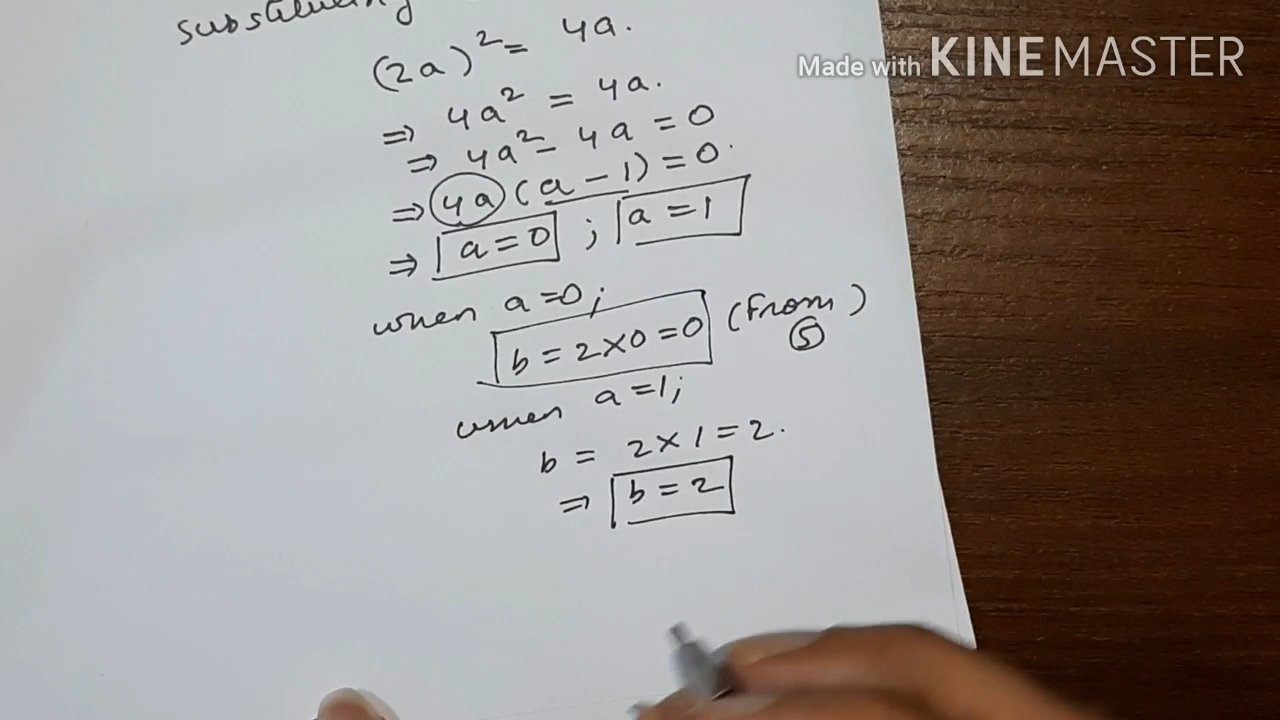 substituting
(2a)² = 4a.
⇒ 4a² = 4a.
⇒ 4a² - 4a = 0
⇒ 4a (a - 1) = 0.
⇒ a = 0 ; a = 1
when a = 0;
b = 2 × 0 = 0 (From 5)
when a = 1;
b = 2 × 1 = 2.
⇒ b = 2
Made with KINEMASTER